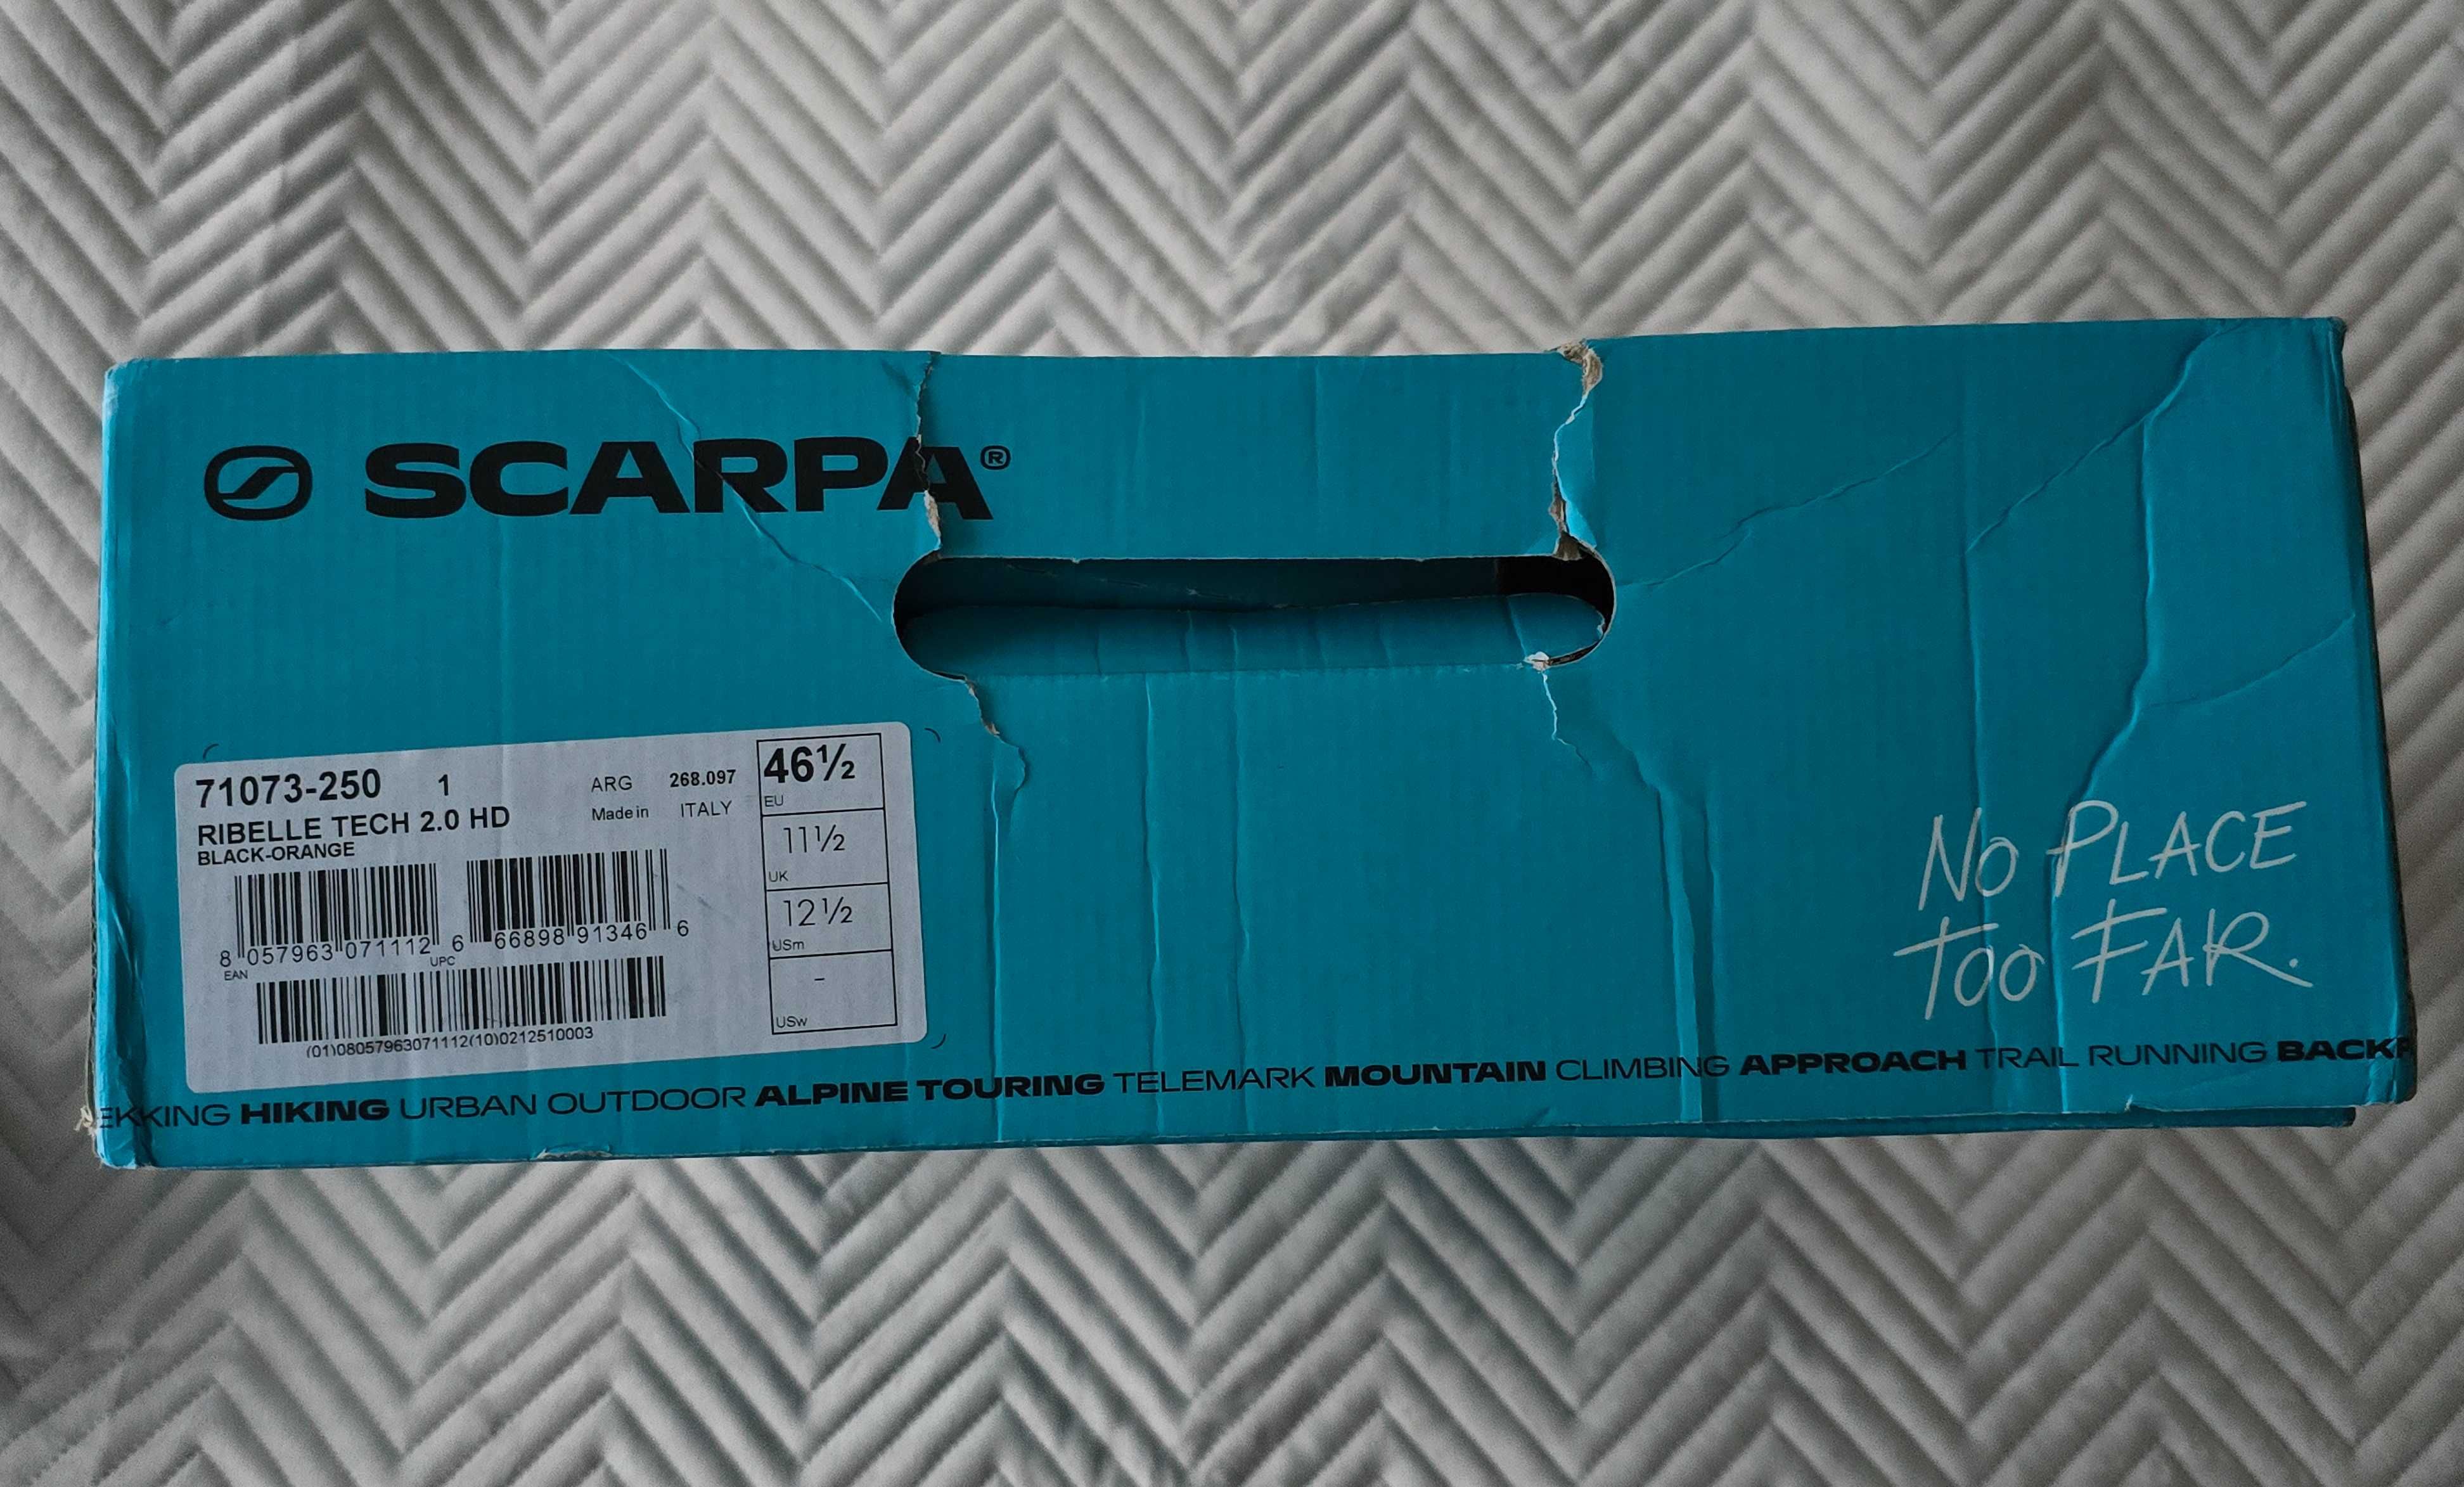 SCARPA®
71073-250 1 ARG 268.097
RIBELLE TECH 2.0 HD Made in ITALY
BLACK-ORANGE
8 057963 071112 6 66898 91346 6
EAN UPC
(01)08057963071112(10)0212510003
46½
EU
11½
UK
12½
USm
-
USw
NO PLACE
TOO FAR.
EKKING HIKING URBAN OUTDOOR ALPINE TOURING TELEMARK MOUNTAIN CLIMBING APPROACH TRAIL RUNNING BACKP